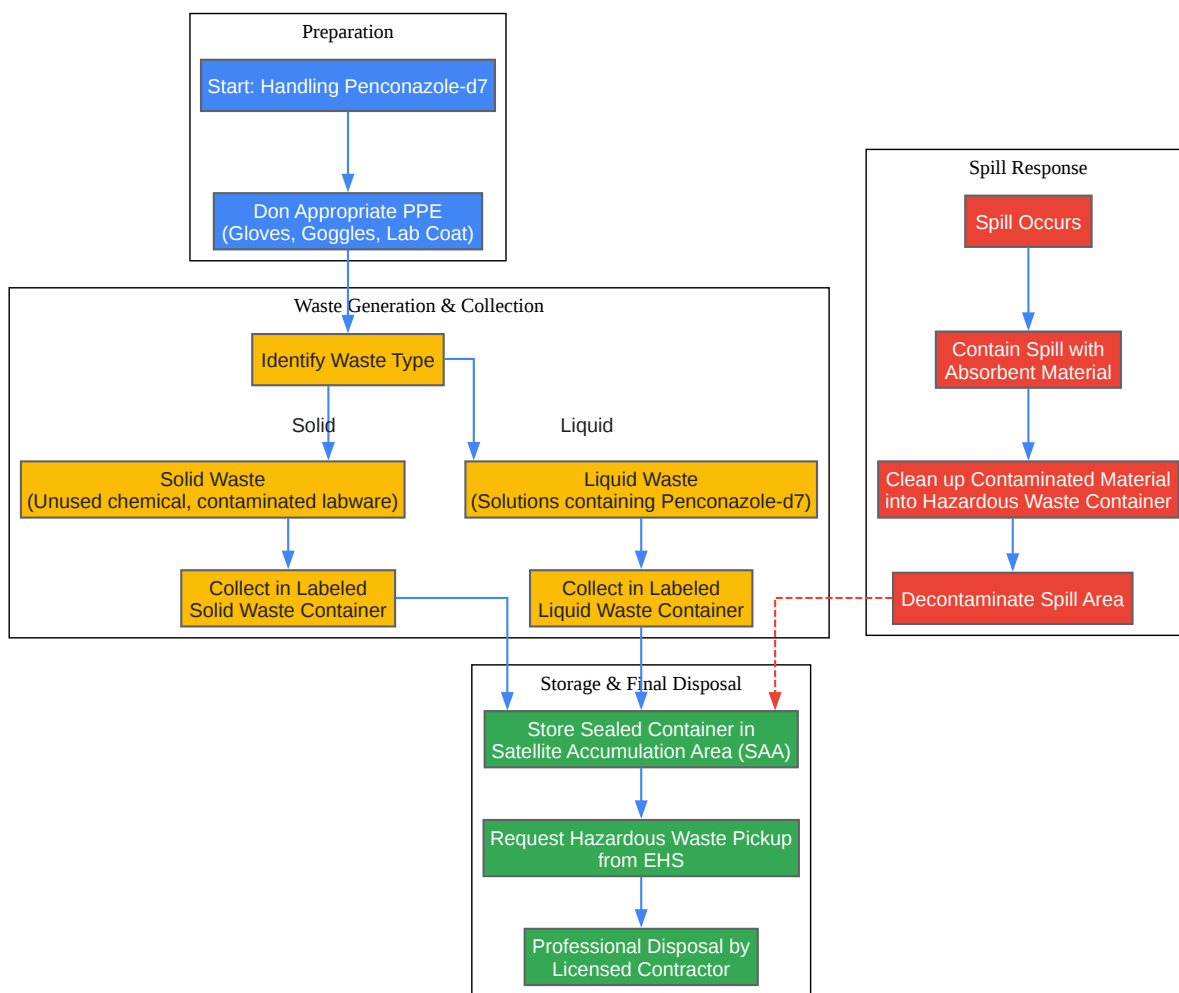 Preparation
Start: Handling Penconazole-d7
Don Appropriate PPE
(Gloves, Goggles, Lab Coat)
Waste Generation & Collection
Identify Waste Type
Solid
Liquid
Solid Waste
(Unused chemical, contaminated labware)
Liquid Waste
(Solutions containing Penconazole-d7)
Collect in Labeled
Solid Waste Container
Collect in Labeled
Liquid Waste Container
Spill Response
Spill Occurs
Contain Spill with
Absorbent Material
Clean up Contaminated Material
into Hazardous Waste Container
Decontaminate Spill Area
Storage & Final Disposal
Store Sealed Container in
Satellite Accumulation Area (SAA)
Request Hazardous Waste Pickup
from EHS
Professional Disposal by
Licensed Contractor